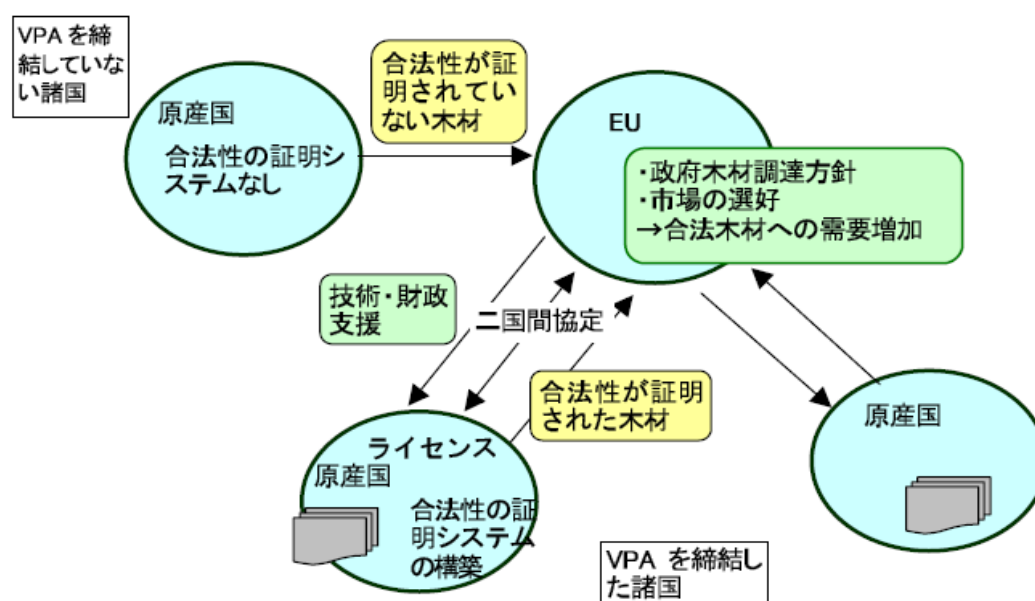 VPA を締
結していな
い諸国
原産国
合法性の証明シ
ステムなし
合法性が証
明されてい
ない木材
EU
・政府木材調達方針
・市場の選好
→合法木材への需要増加
技術・財政
支援
二国間協定
合法性が証明
された木材
ライセンス
原産国
合法性の証
明システム
の構築
原産国
VPA を締結し
た諸国